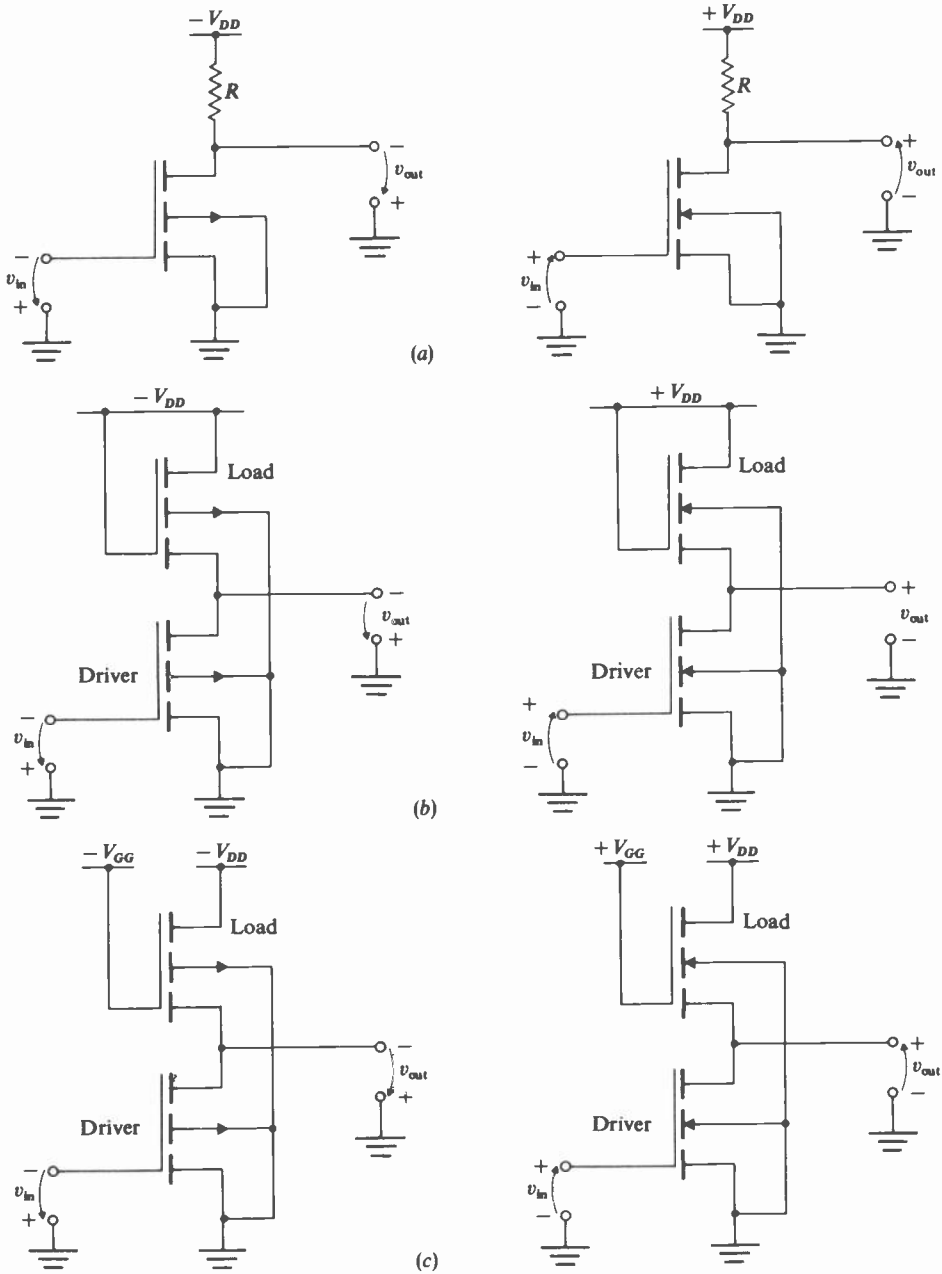 − V_DD
+ V_DD
R
R
−
v_out
+
+
v_out
−
−
v_in
+
+
v_in
−
(a)
− V_DD
+ V_DD
Load
Load
−
v_out
+
+
v_out
−
Driver
Driver
−
v_in
+
+
v_in
−
(b)
− V_GG
− V_DD
+ V_GG
+ V_DD
Load
Load
−
v_out
+
+
v_out
−
Driver
Driver
−
v_in
+
+
v_in
−
(c)